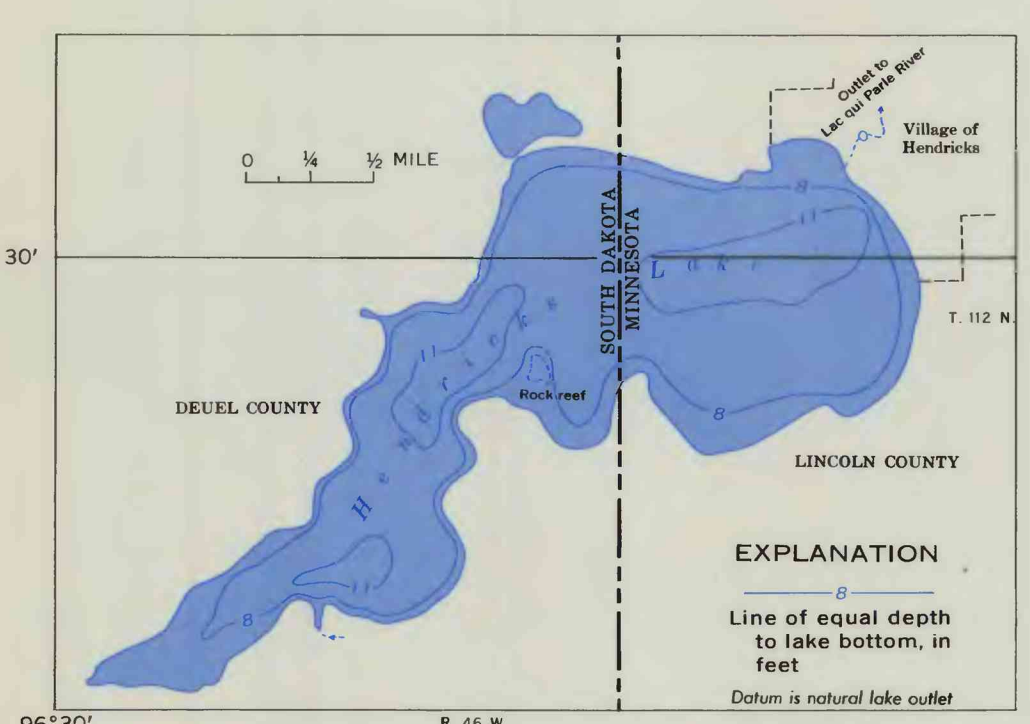 Outlet to
Lac qui Parle River
Village of
Hendricks
0 1/4 1/2 MILE
8
11
30'
SOUTH DAKOTA
MINNESOTA
Lake
T. 112 N.
11
Hendricks
Rock reef
DEUEL COUNTY
8
LINCOLN COUNTY
11
8
EXPLANATION
8
Line of equal depth
to lake bottom, in
feet
Datum is natural lake outlet
96°30'
R. 46 W.